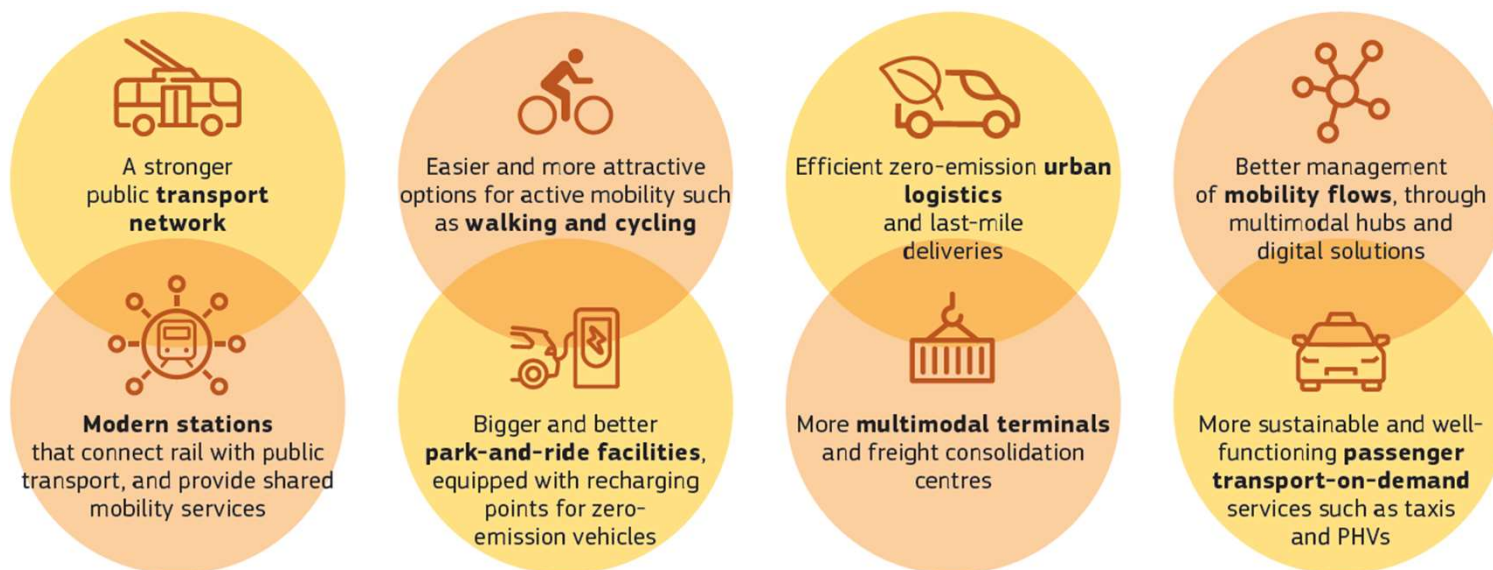 A stronger
public transport
network
Easier and more attractive
options for active mobility such
as walking and cycling
Efficient zero-emission urban
logistics
and last-mile
deliveries
Better management
of mobility flows, through
multimodal hubs and
digital solutions
Modern stations
that connect rail with public
transport, and provide shared
mobility services
Bigger and better
park-and-ride facilities,
equipped with recharging
points for zero-
emission vehicles
More multimodal terminals
and freight consolidation
centres
More sustainable and well-
functioning passenger
transport-on-demand
services such as taxis
and PHVs